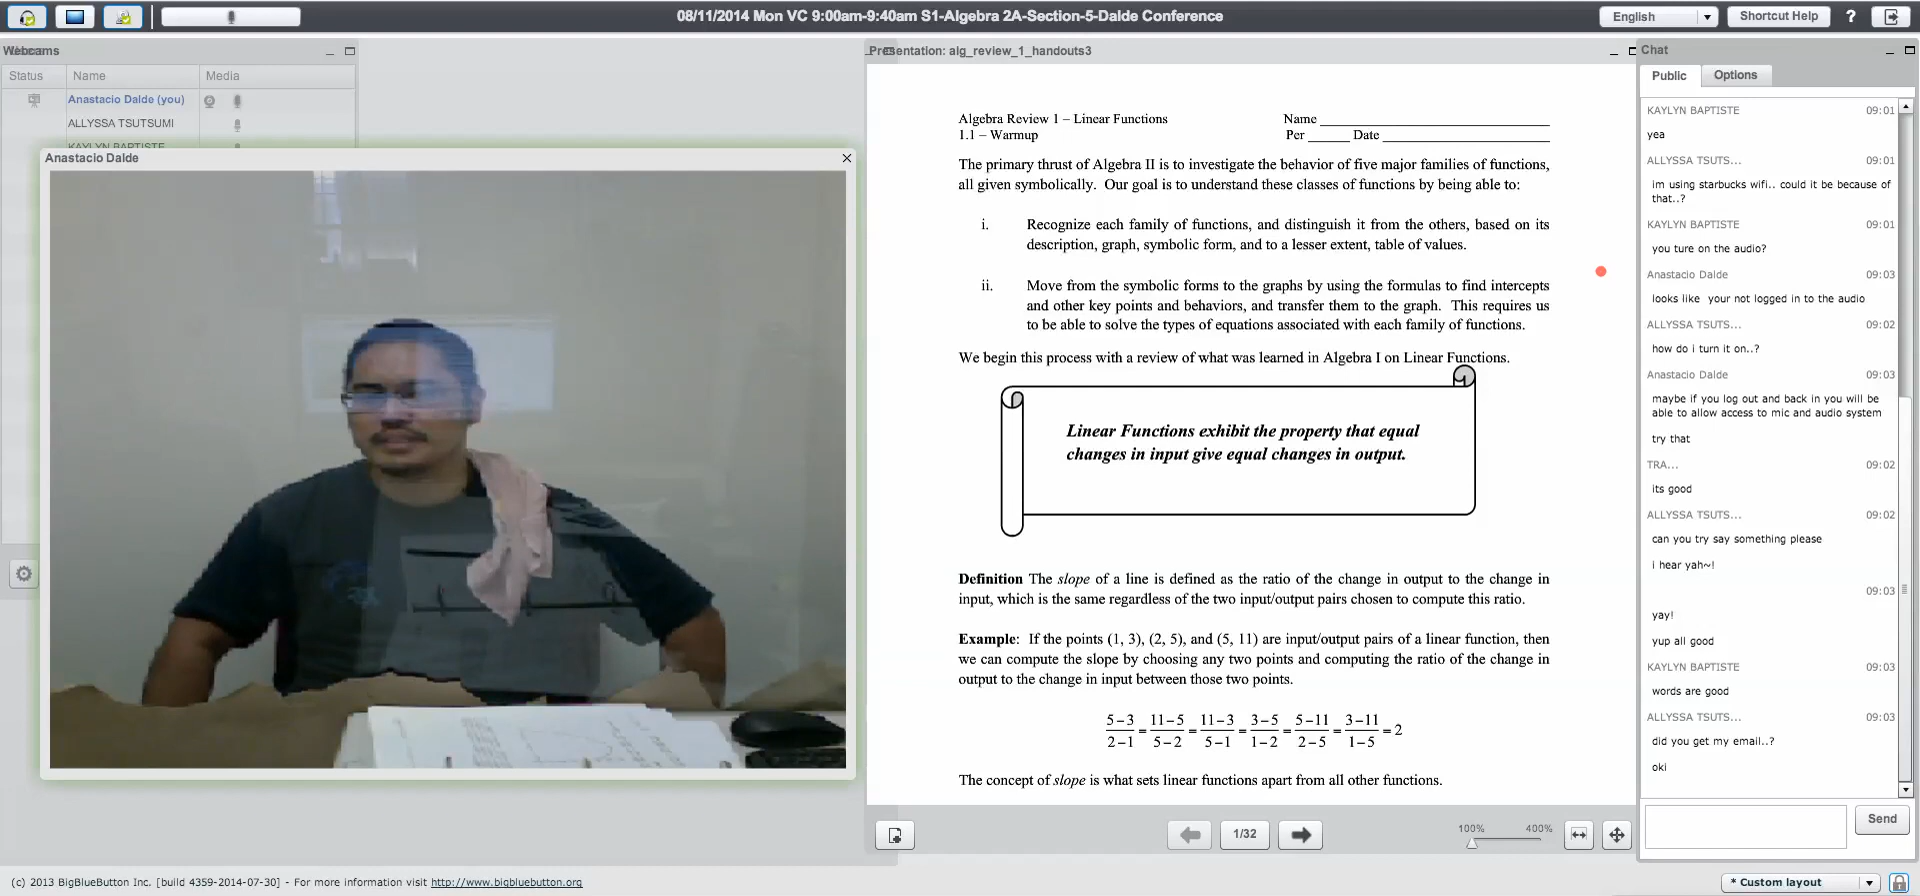 08/11/2014 Mon VC 9:00am-9:40am S1-Algebra 2A-Section-5-Dalde Conference
English
Shortcut Help
?
Webcams
Status Name Media
Anastacio Dalde (you)
ALLYSSA TSUTSUMI
KAYLYN BAPTISTE
Anastacio Dalde
Presentation: alg_review_1_handouts3
Algebra Review 1 – Linear Functions Name ______
1.1 – Warmup Per ______ Date ______
The primary thrust of Algebra II is to investigate the behavior of five major families of functions,
all given symbolically. Our goal is to understand these classes of functions by being able to:
i. Recognize each family of functions, and distinguish it from the others, based on its
description, graph, symbolic form, and to a lesser extent, table of values.
ii. Move from the symbolic forms to the graphs by using the formulas to find intercepts
and other key points and behaviors, and transfer them to the graph. This requires us
to be able to solve the types of equations associated with each family of functions.
We begin this process with a review of what was learned in Algebra I on Linear Functions.
Linear Functions exhibit the property that equal
changes in input give equal changes in output.
Definition The slope of a line is defined as the ratio of the change in output to the change in
input, which is the same regardless of the two input/output pairs chosen to compute this ratio.
Example: If the points (1, 3), (2, 5), and (5, 11) are input/output pairs of a linear function, then
we can compute the slope by choosing any two points and computing the ratio of the change in
output to the change in input between those two points.
5−3/2−1 = 11−5/5−2 = 11−3/5−1 = 3−5/1−2 = 5−11/2−5 = 3−11/1−5 = 2
The concept of slope is what sets linear functions apart from all other functions.
1/32
100% 400%
Chat
Public Options
KAYLYN BAPTISTE 09:01
yea
ALLYSSA TSUTS... 09:01
im using starbucks wifi.. could it be because of
that..?
KAYLYN BAPTISTE 09:01
you ture on the audio?
Anastacio Dalde 09:03
looks like your not logged in to the audio
ALLYSSA TSUTS... 09:02
how do i turn it on..?
Anastacio Dalde 09:03
maybe if you log out and back in you will be
able to allow access to mic and audio system
try that
TRA... 09:02
its good
ALLYSSA TSUTS... 09:02
can you try say something please
i hear yah~!
09:03
yay!
yup all good
KAYLYN BAPTISTE 09:03
words are good
ALLYSSA TSUTS... 09:03
did you get my email..?
oki
Send
(c) 2013 BigBlueButton Inc. [build 4359-2014-07-30] - For more information visit http://www.bigbluebutton.org
* Custom layout